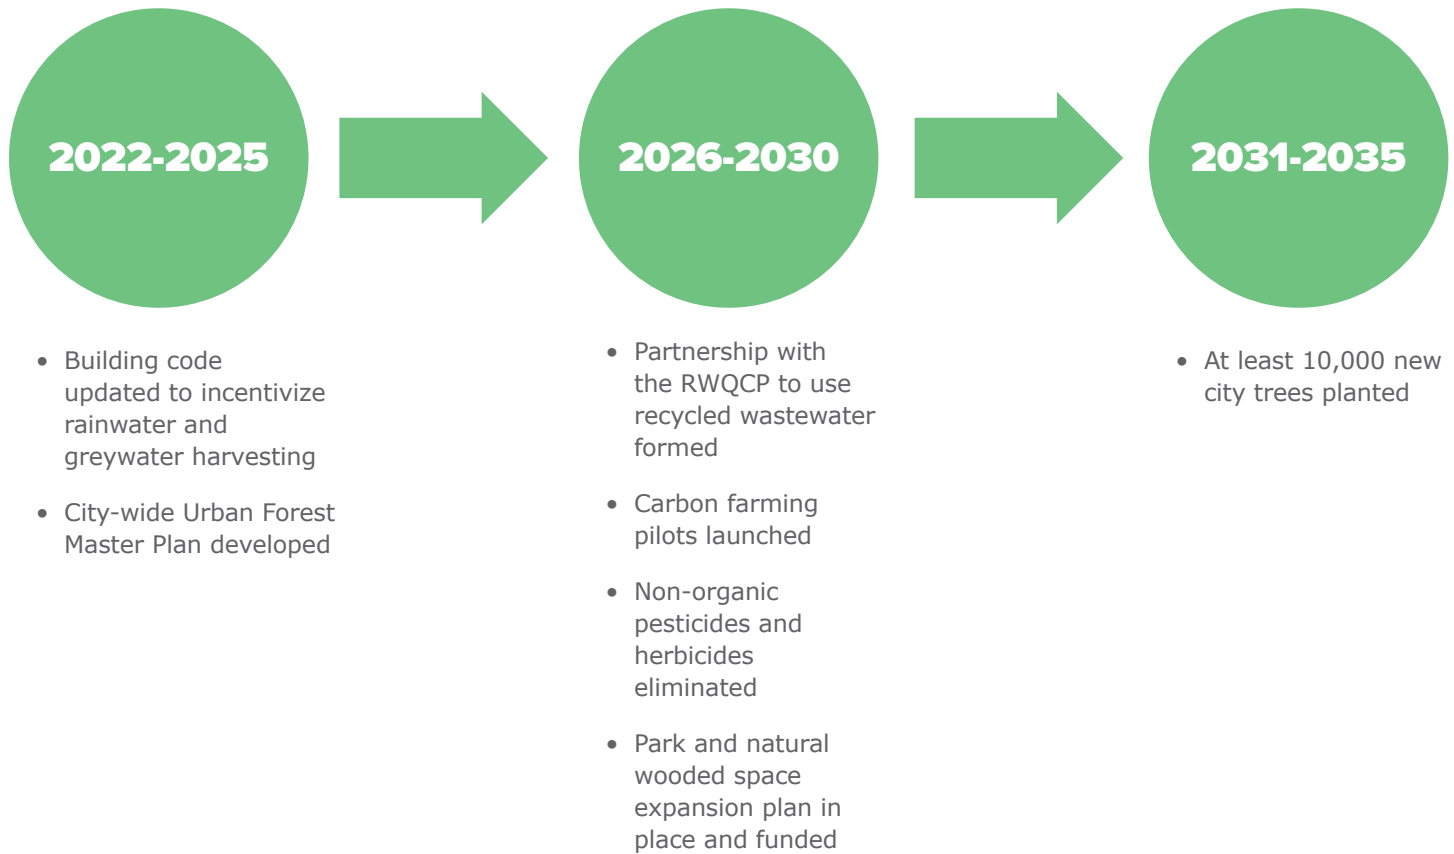 2022-2025
2026-2030
2031-2035
• Building code
updated to incentivize
rainwater and
greywater harvesting
• City-wide Urban Forest
Master Plan developed
• Partnership with
the RWQCP to use
recycled wastewater
formed
• Carbon farming
pilots launched
• Non-organic
pesticides and
herbicides
eliminated
• Park and natural
wooded space
expansion plan in
place and funded
• At least 10,000 new
city trees planted